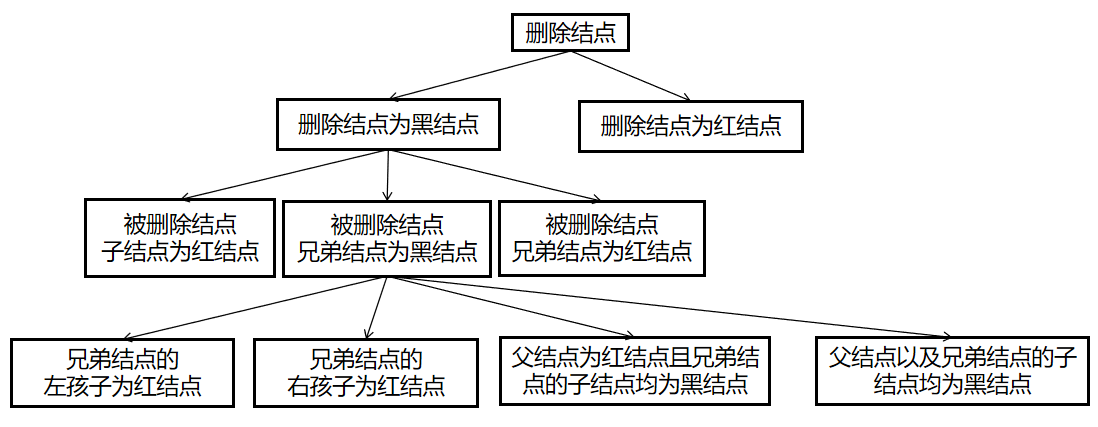 删除结点
删除结点为黑结点
删除结点为红结点
被删除结点
子结点为红结点
被删除结点
兄弟结点为黑结点
被删除结点
兄弟结点为红结点
兄弟结点的
左孩子为红结点
兄弟结点的
右孩子为红结点
父结点为红结点且兄弟结
点的子结点均为黑结点
父结点以及兄弟结点的子
结点均为黑结点